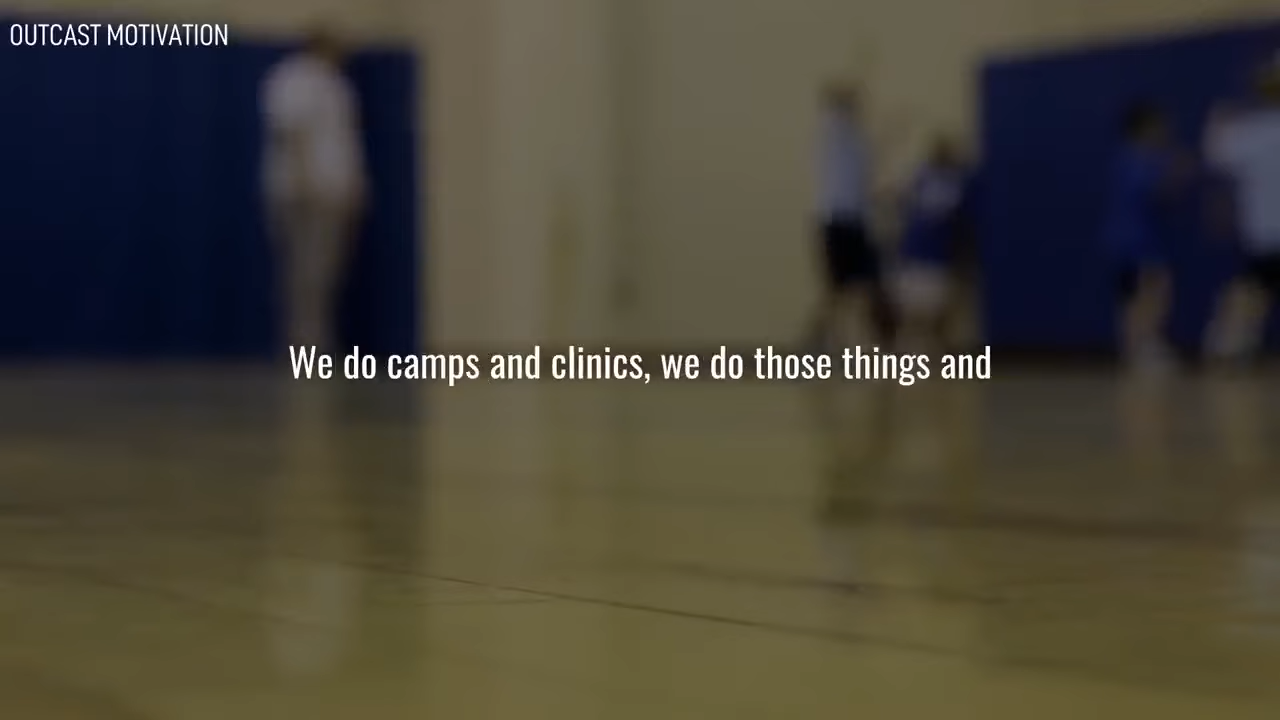 OUTCAST MOTIVATION
We do camps and clinics, we do those things and